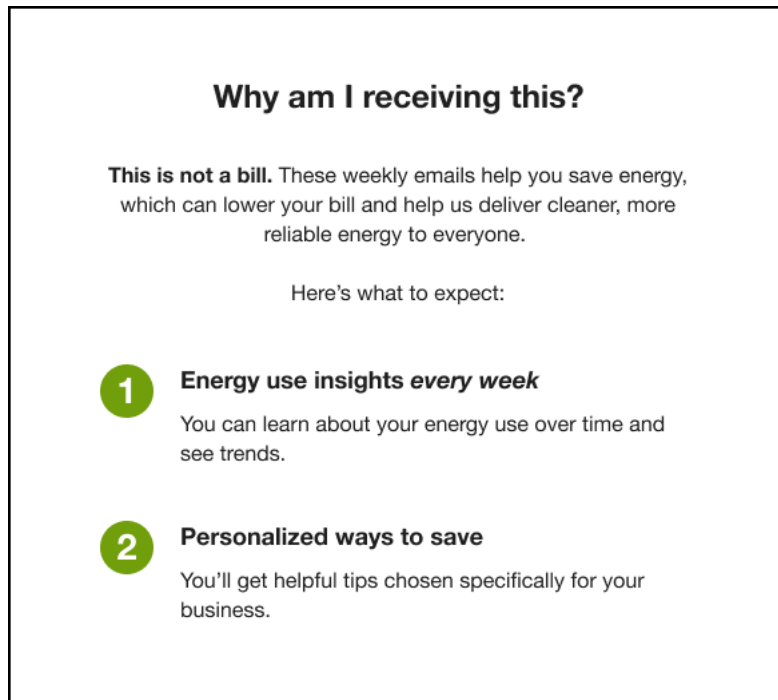 Why am I receiving this?
This is not a bill. These weekly emails help you save energy,
which can lower your bill and help us deliver cleaner, more
reliable energy to everyone.
Here’s what to expect:
1
Energy use insights every week
You can learn about your energy use over time and
see trends.
2
Personalized ways to save
You’ll get helpful tips chosen specifically for your
business.